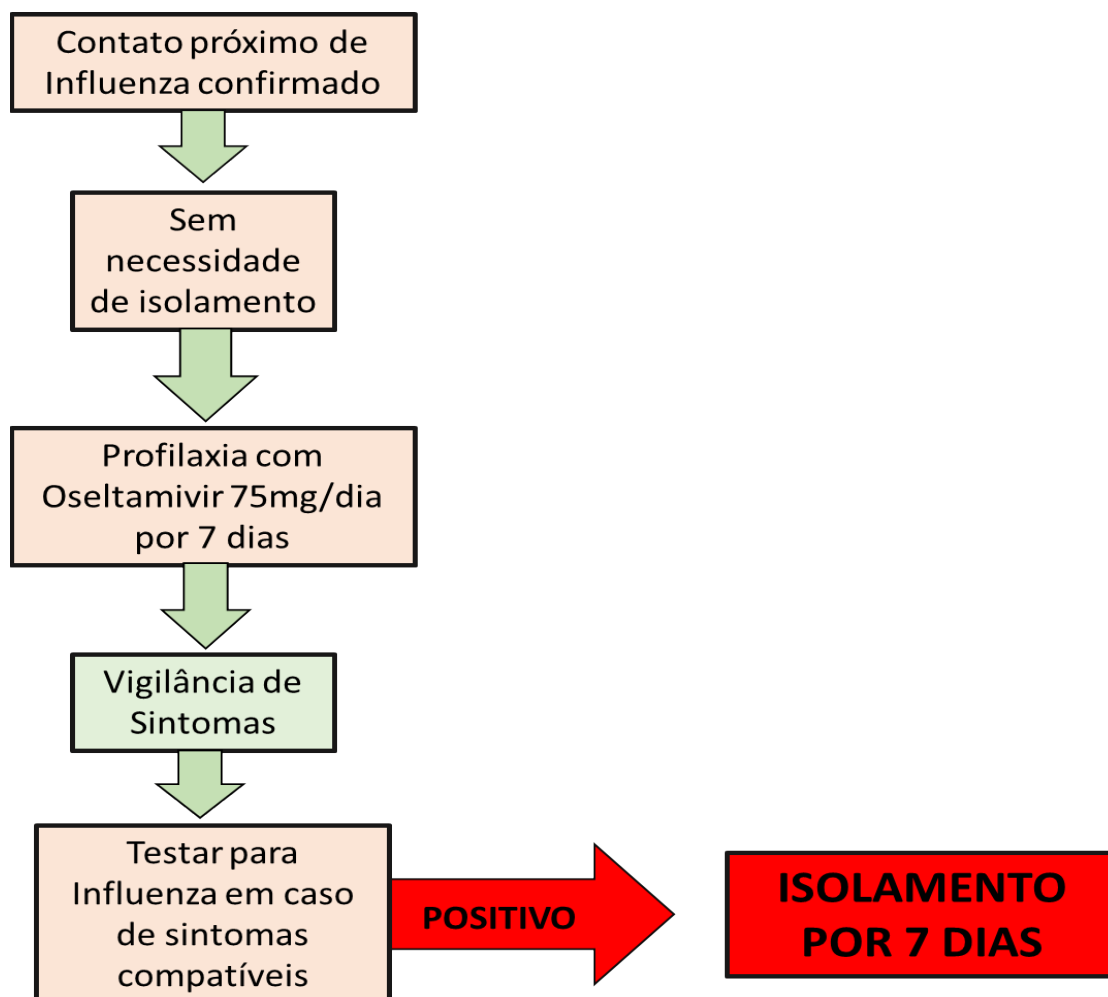 Contato próximo de
Influenza confirmado
Sem
necessidade
de isolamento
Profilaxia com
Oseltamivir 75mg/dia
por 7 dias
Vigilância de
Sintomas
Testar para
Influenza em caso
de sintomas
compatíveis
POSITIVO
ISOLAMENTO
POR 7 DIAS